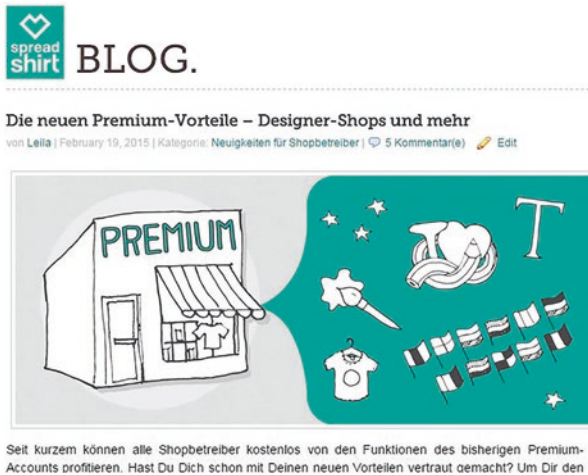 spread
shirt
BLOG.
Die neuen Premium-Vorteile – Designer-Shops und mehr
von Leila | February 19, 2015 | Kategorie: Neuigkeiten für Shopbetreiber | 5 Kommentar(e) Edit
PREMIUM
T
T
Seit kurzem können alle Shopbetreiber kostenlos von den Funktionen des bisherigen Premium-
Accounts profitieren. Hast Du Dich schon mit Deinen neuen Vorteilen vertraut gemacht? Um Dir den